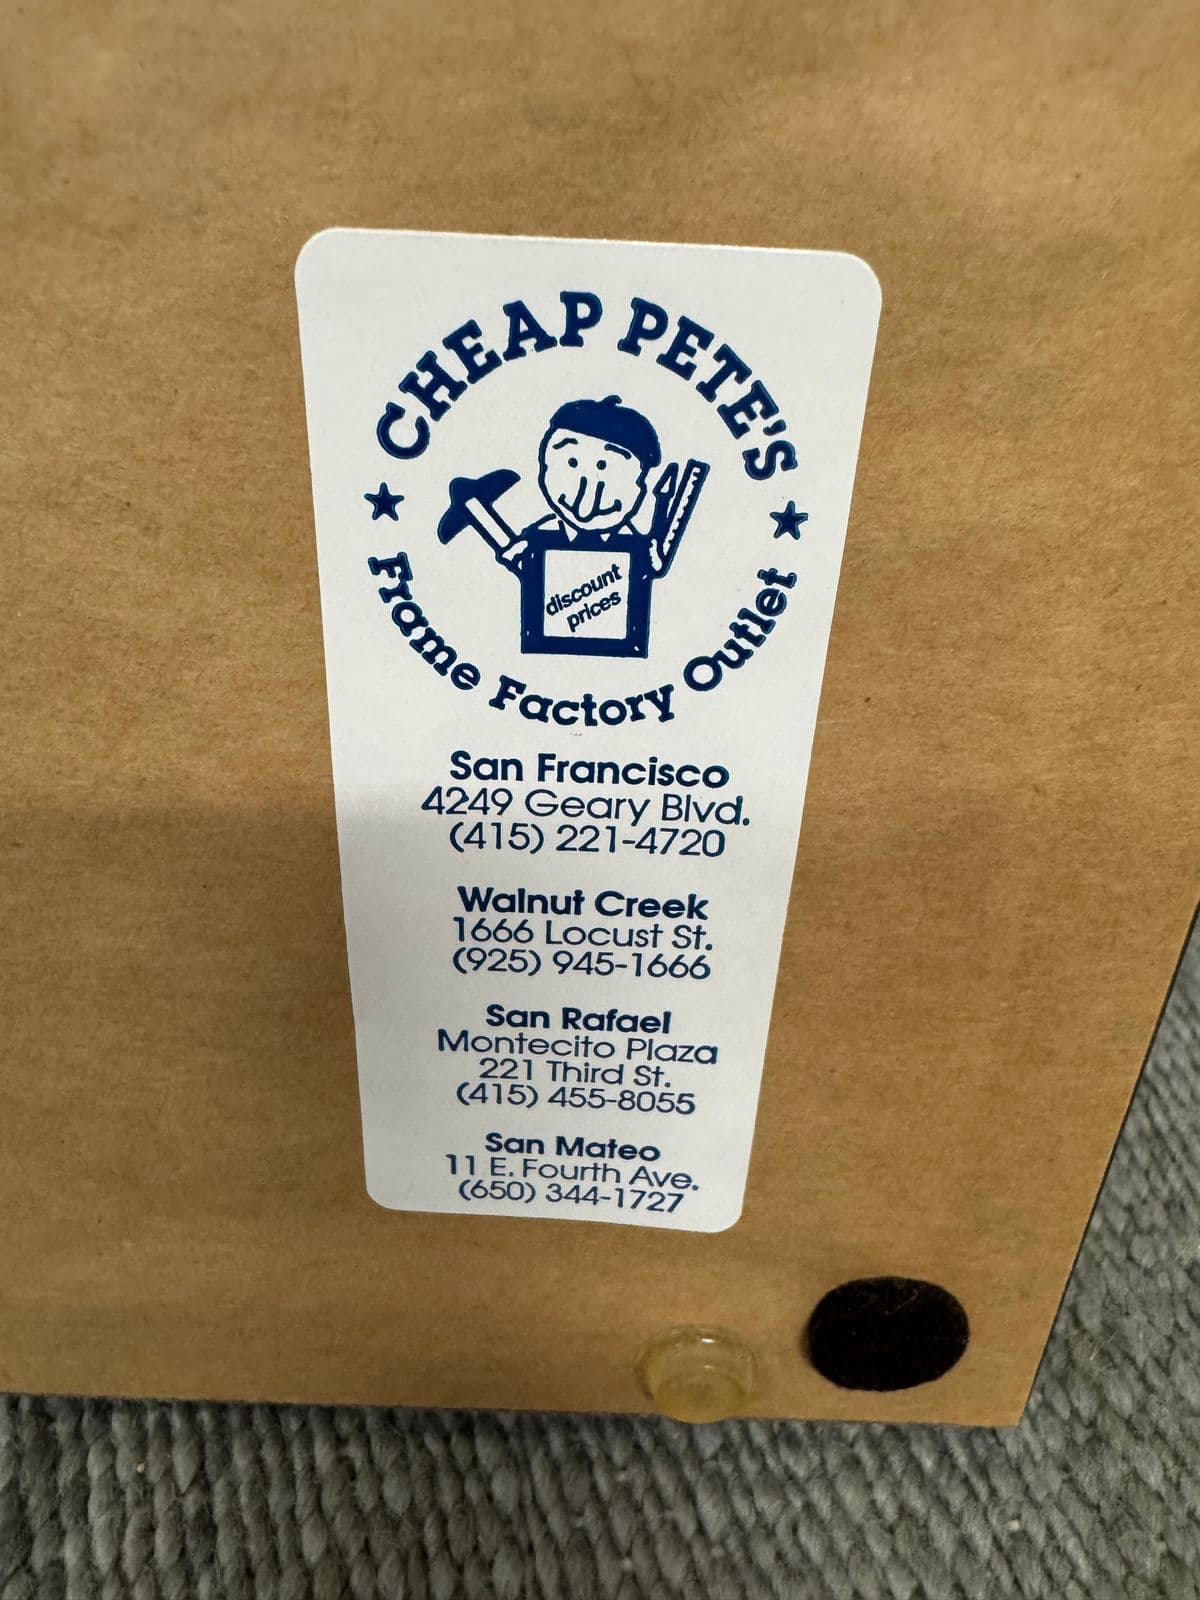 CHEAP PETE'S
discount
prices
★ Frame Factory Outlet ★
San Francisco
4249 Geary Blvd.
(415) 221-4720
Walnut Creek
1666 Locust St.
(925) 945-1666
San Rafael
Montecito Plaza
221 Third St.
(415) 455-8055
San Mateo
11 E. Fourth Ave.
(650) 344-1727